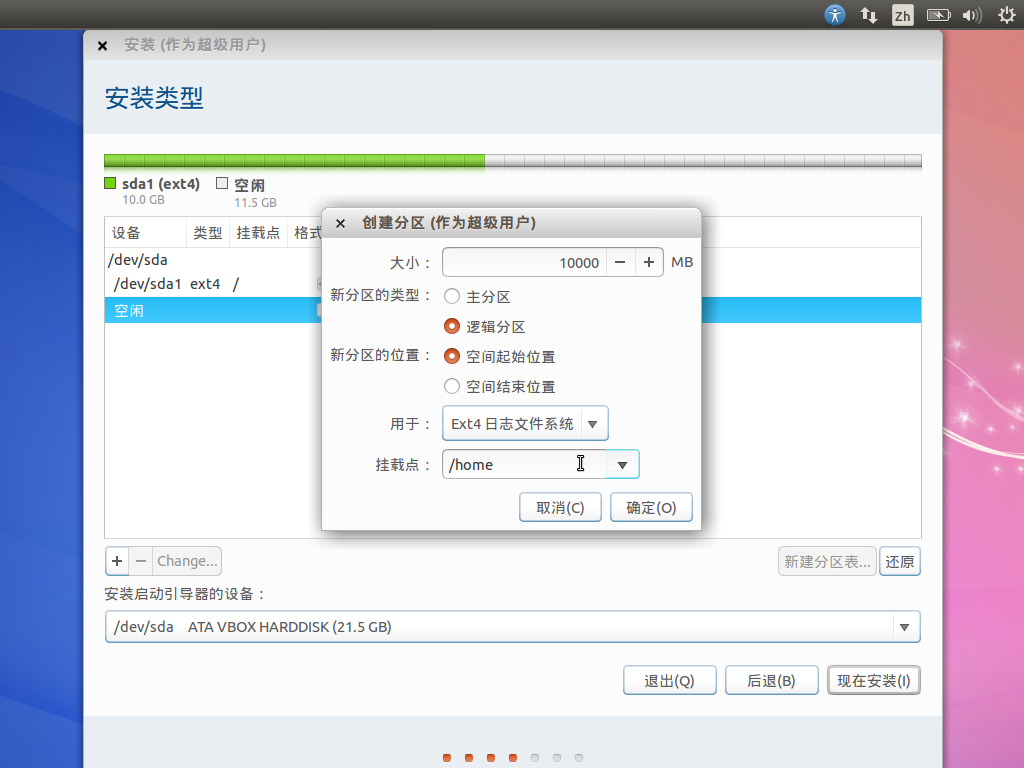 Zh
安装 (作为超级用户)
安装类型
sda1 (ext4)
10.0 GB
空闲
11.5 GB
设备 类型 挂载点 格式
/dev/sda
/dev/sda1 ext4 /
空闲
创建分区 (作为超级用户)
大小： 10000 − + MB
新分区的类型： 主分区
逻辑分区
新分区的位置： 空间起始位置
空间结束位置
用于： Ext4 日志文件系统
挂载点： /home
取消(C) 确定(O)
+ − Change... 新建分区表... 还原
安装启动引导器的设备：
/dev/sda ATA VBOX HARDDISK (21.5 GB)
退出(Q) 后退(B) 现在安装(I)